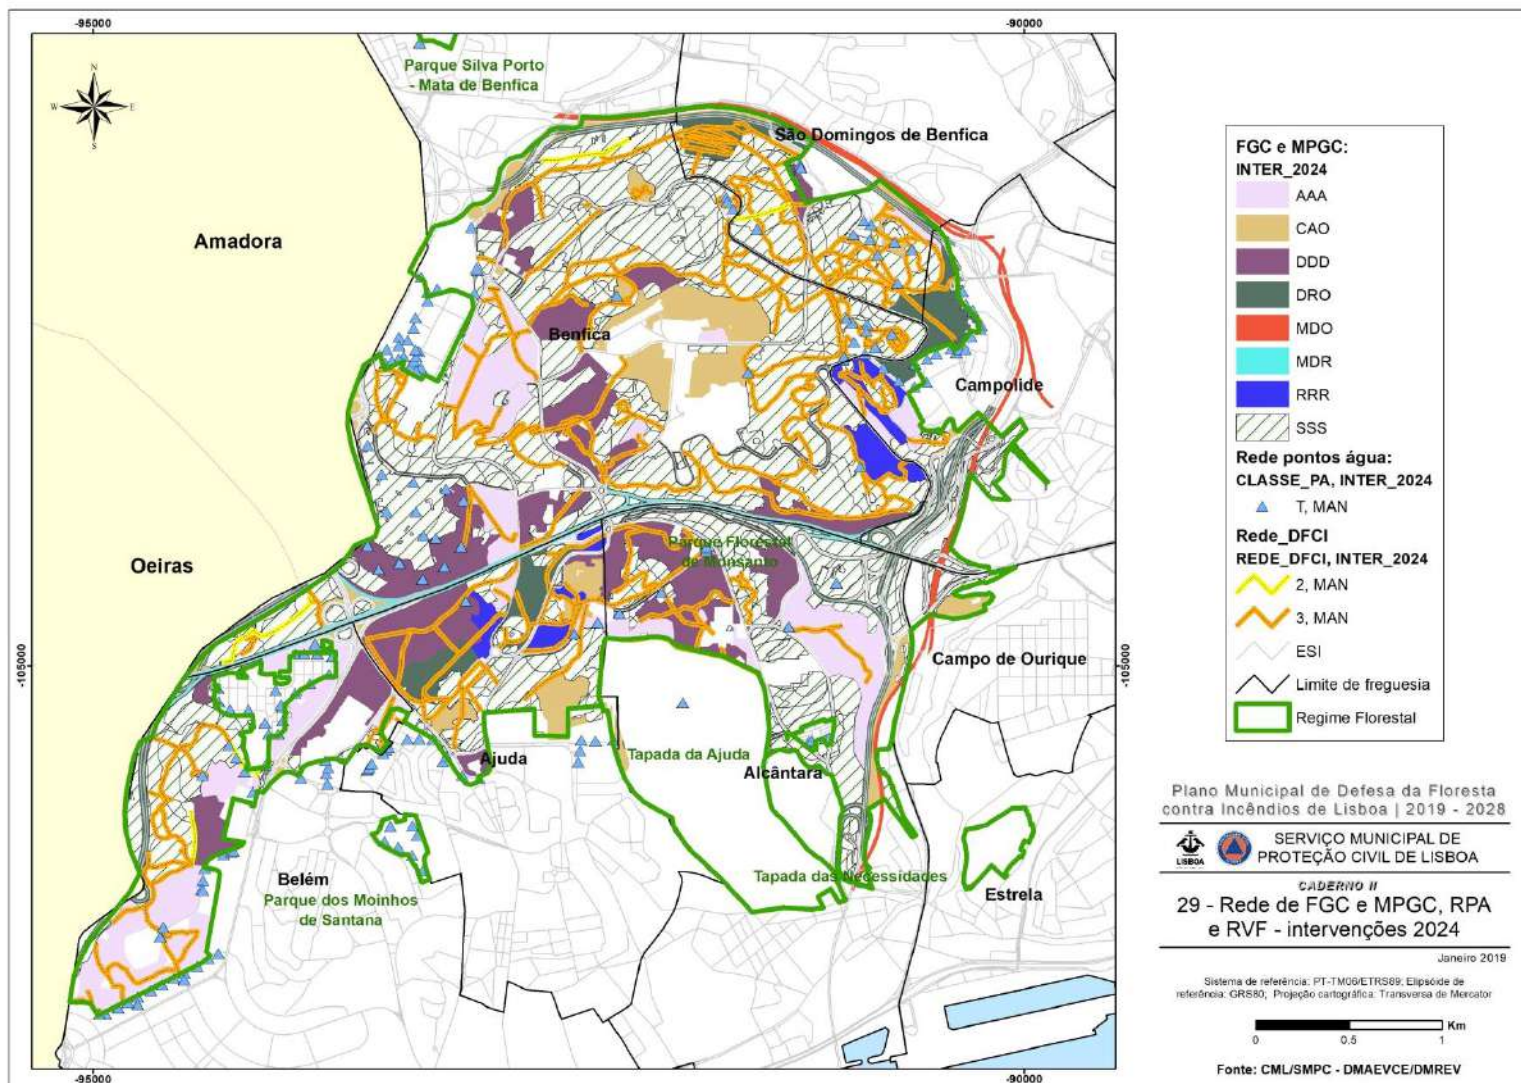 -95000
-90000
Parque Silva Porto
- Mata de Benfica
N
W
E
S
São Domingos de Benfica
Amadora
Benfica
Campolide
Oeiras
Parque Florestal
de Monsanto
-105000
-105000
Campo de Ourique
Ajuda
Tapada da Ajuda
Alcântara
Belém
Parque dos Moinhos
de Santana
Tapada das Necessidades
Estrela
-95000
-90000
FGC e MPGC:
INTER_2024
AAA
CAO
DDD
DRO
MDO
MDR
RRR
SSS
Rede pontos água:
CLASSE_PA, INTER_2024
T, MAN
Rede_DFCI
REDE_DFCI, INTER_2024
2, MAN
3, MAN
ESI
Limite de freguesia
Regime Florestal
Plano Municipal de Defesa da Floresta
contra Incêndios de Lisboa | 2019 - 2028
LISBOA
SERVIÇO MUNICIPAL DE
PROTEÇÃO CIVIL DE LISBOA
CADERNO II
29 - Rede de FGC e MPGC, RPA
e RVF - intervenções 2024
Janeiro 2019
Sistema de referência: PT-TM06/ETRS89; Elipsóide de
referência: GRS80; Projeção cartográfica: Transversa de Mercator
Km
0 0.5 1
Fonte: CML/SMPC - DMAEVCE/DMREV